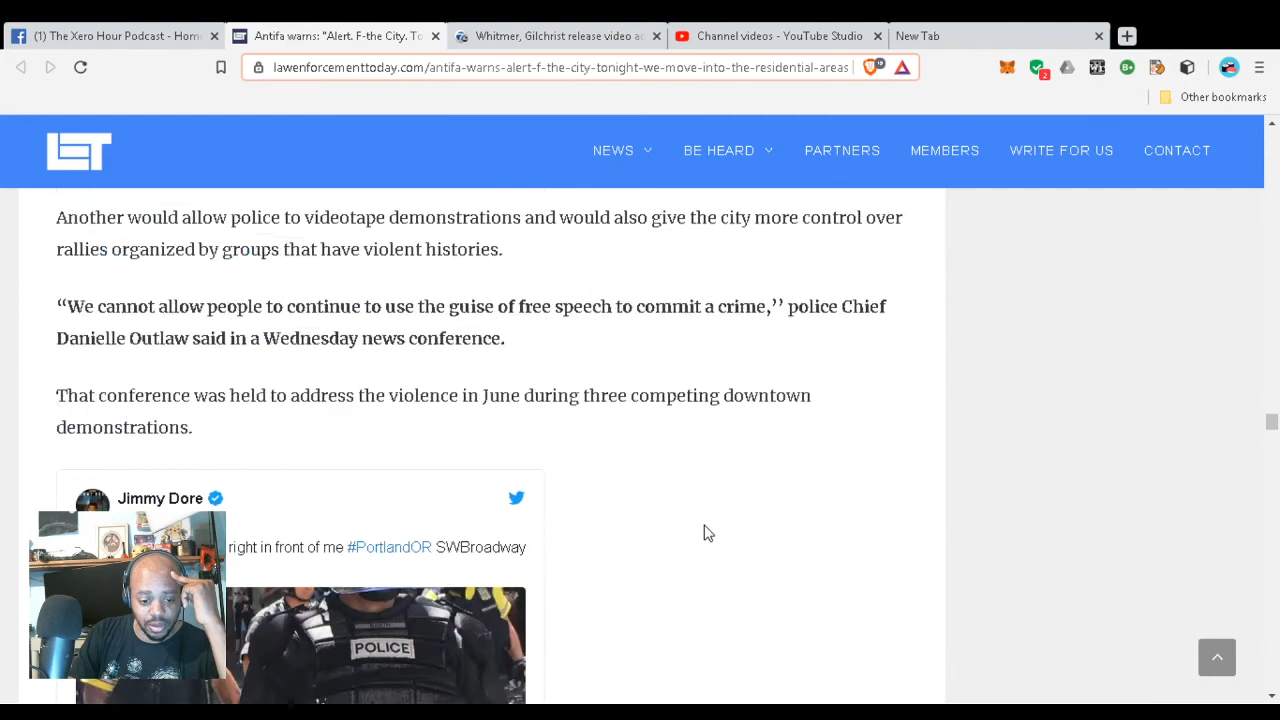 (1) The Xero Hour Podcast - Hom
Antifa warns: "Alert. F-the City. To
Whitmer, Gilchrist release video ad
Channel videos - YouTube Studio
New Tab
lawenforcementtoday.com/antifa-warns-alert-f-the-city-tonight-we-move-into-the-residential-areas
2
Other bookmarks
LET
NEWS
BE HEARD
PARTNERS
MEMBERS
WRITE FOR US
CONTACT
Another would allow police to videotape demonstrations and would also give the city more control over
rallies organized by groups that have violent histories.
“We cannot allow people to continue to use the guise of free speech to commit a crime,’’ police Chief
Danielle Outlaw said in a Wednesday news conference.
That conference was held to address the violence in June during three competing downtown
demonstrations.
Jimmy Dore
right in front of me #PortlandOR SWBroadway
POLICE